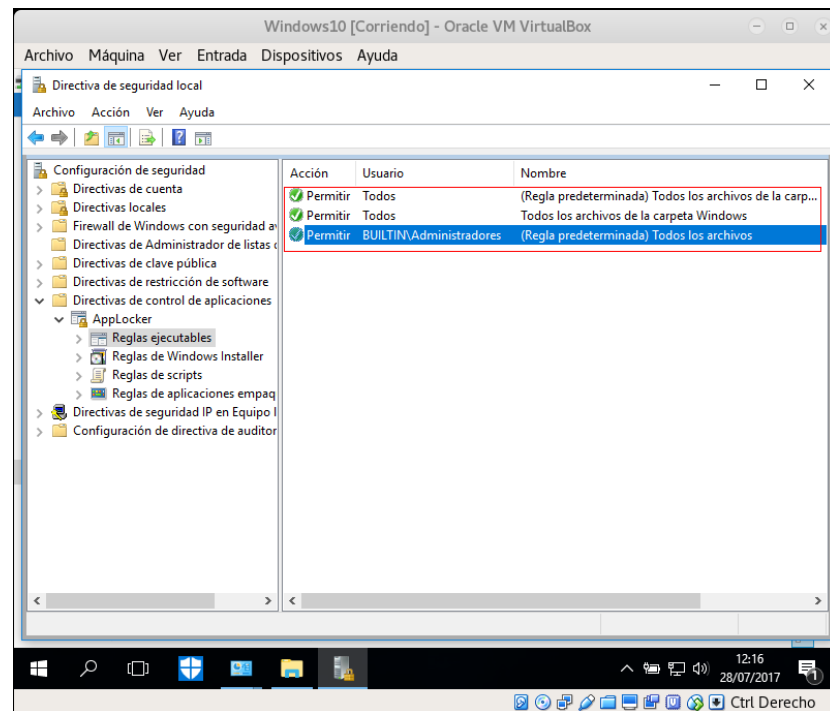 Windows10 [Corriendo] - Oracle VM VirtualBox
Archivo Máquina Ver Entrada Dispositivos Ayuda
Directiva de seguridad local
Archivo Acción Ver Ayuda
Configuración de seguridad
Directivas de cuenta
Directivas locales
Firewall de Windows con seguridad av
Directivas de Administrador de listas d
Directivas de clave pública
Directivas de restricción de software
Directivas de control de aplicaciones
AppLocker
Reglas ejecutables
Reglas de Windows Installer
Reglas de scripts
Reglas de aplicaciones empaq
Directivas de seguridad IP en Equipo l
Configuración de directiva de auditor
Acción Usuario Nombre
Permitir Todos (Regla predeterminada) Todos los archivos de la carp...
Permitir Todos Todos los archivos de la carpeta Windows
Permitir BUILTIN\Administradores (Regla predeterminada) Todos los archivos
12:16
28/07/2017
1
Ctrl Derecho